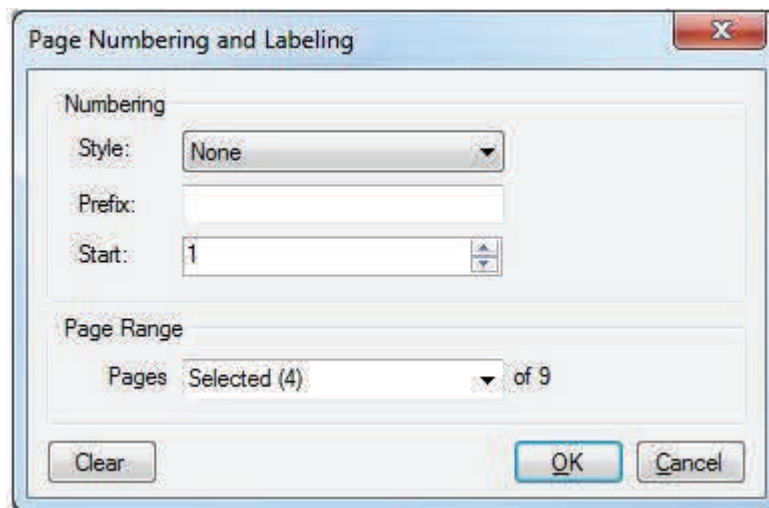 Page Numbering and Labeling
Numbering
Style: None
Prefix:
Start: 1
Page Range
Pages Selected (4) of 9
Clear OK Cancel